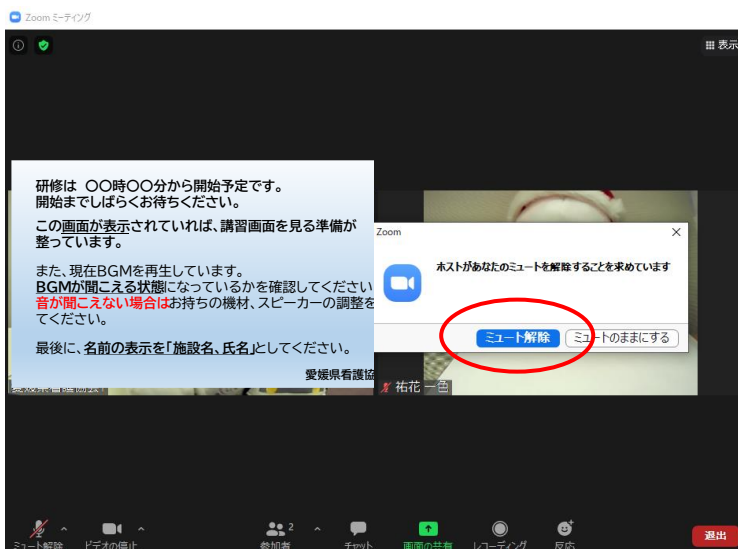 Zoom ミーティング
表示
研修は 〇〇時〇〇分から開始予定です。
開始までしばらくお待ちください。
この画面が表示されていれば、講習画面を見る準備が
整っています。
また、現在BGMを再生しています。
BGMが聞こえる状態になっているかを確認してください
音が聞こえない場合はお持ちの機材、スピーカーの調整を
てください。
最後に、名前の表示を「施設名、氏名」としてください。
愛媛県看護協
Zoom
ホストがあなたのミュートを解除することを求めています
ミュート解除
ミュートのままにする
祐花 一色
ミュート解除
ビデオの停止
参加者
2
チャット
画面の共有
レコーディング
反応
退出